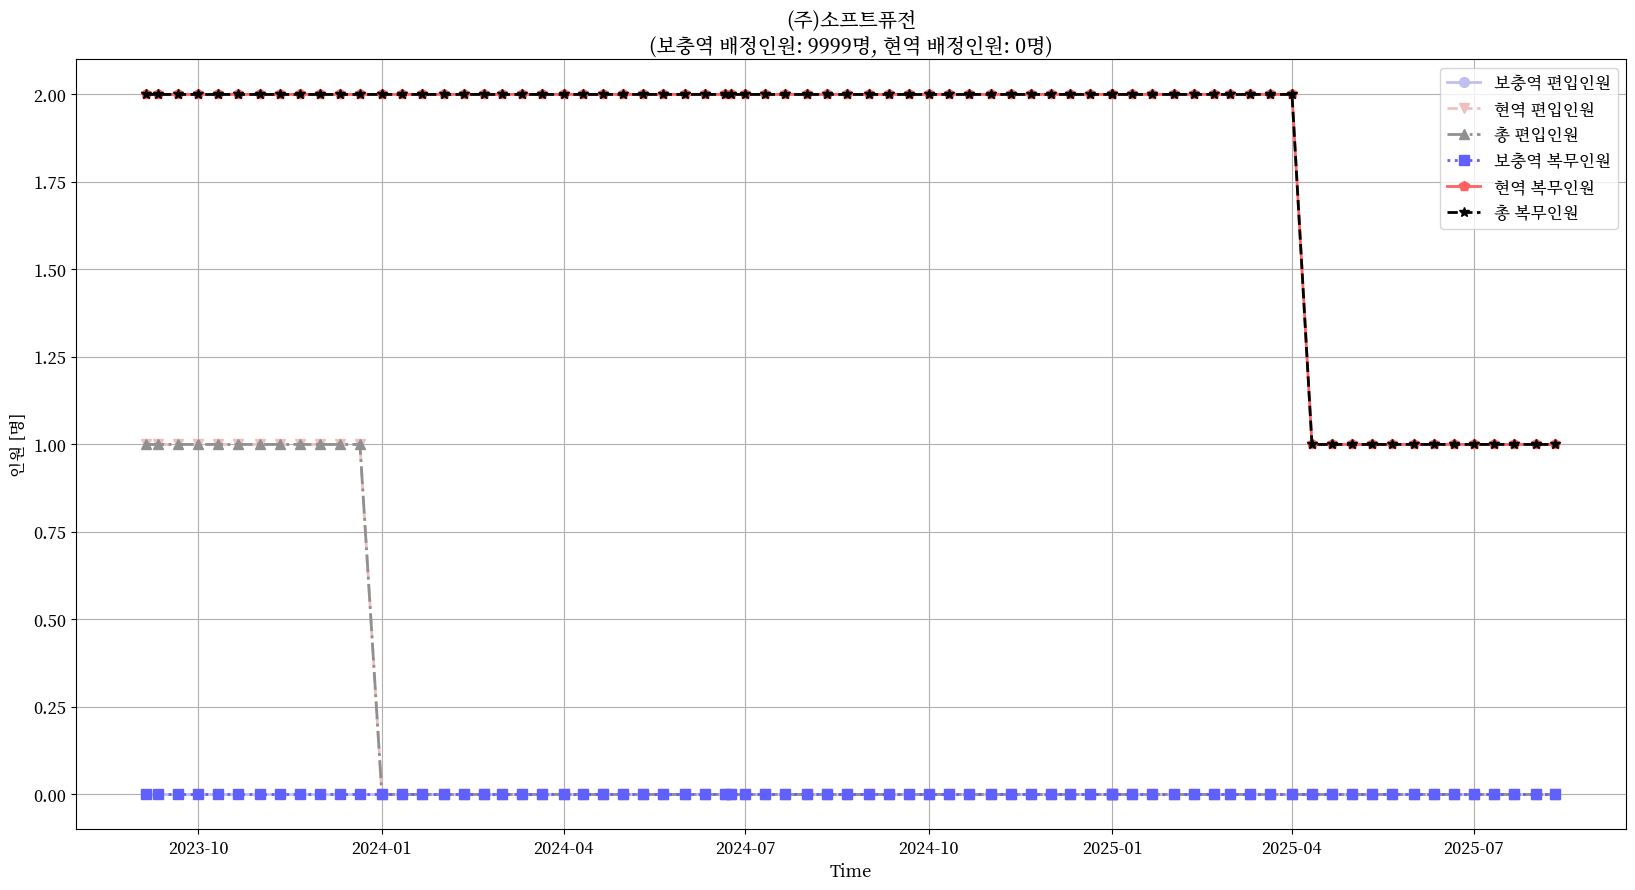 (주)소프트퓨전
(보충역 배정인원: 9999명, 현역 배정인원: 0명)
보충역 편입인원
현역 편입인원
총 편입인원
보충역 복무인원
현역 복무인원
총 복무인원
인원 [명]
2.00
1.75
1.50
1.25
1.00
0.75
0.50
0.25
0.00
2023-10 2024-01 2024-04 2024-07 2024-10 2025-01 2025-04 2025-07
Time